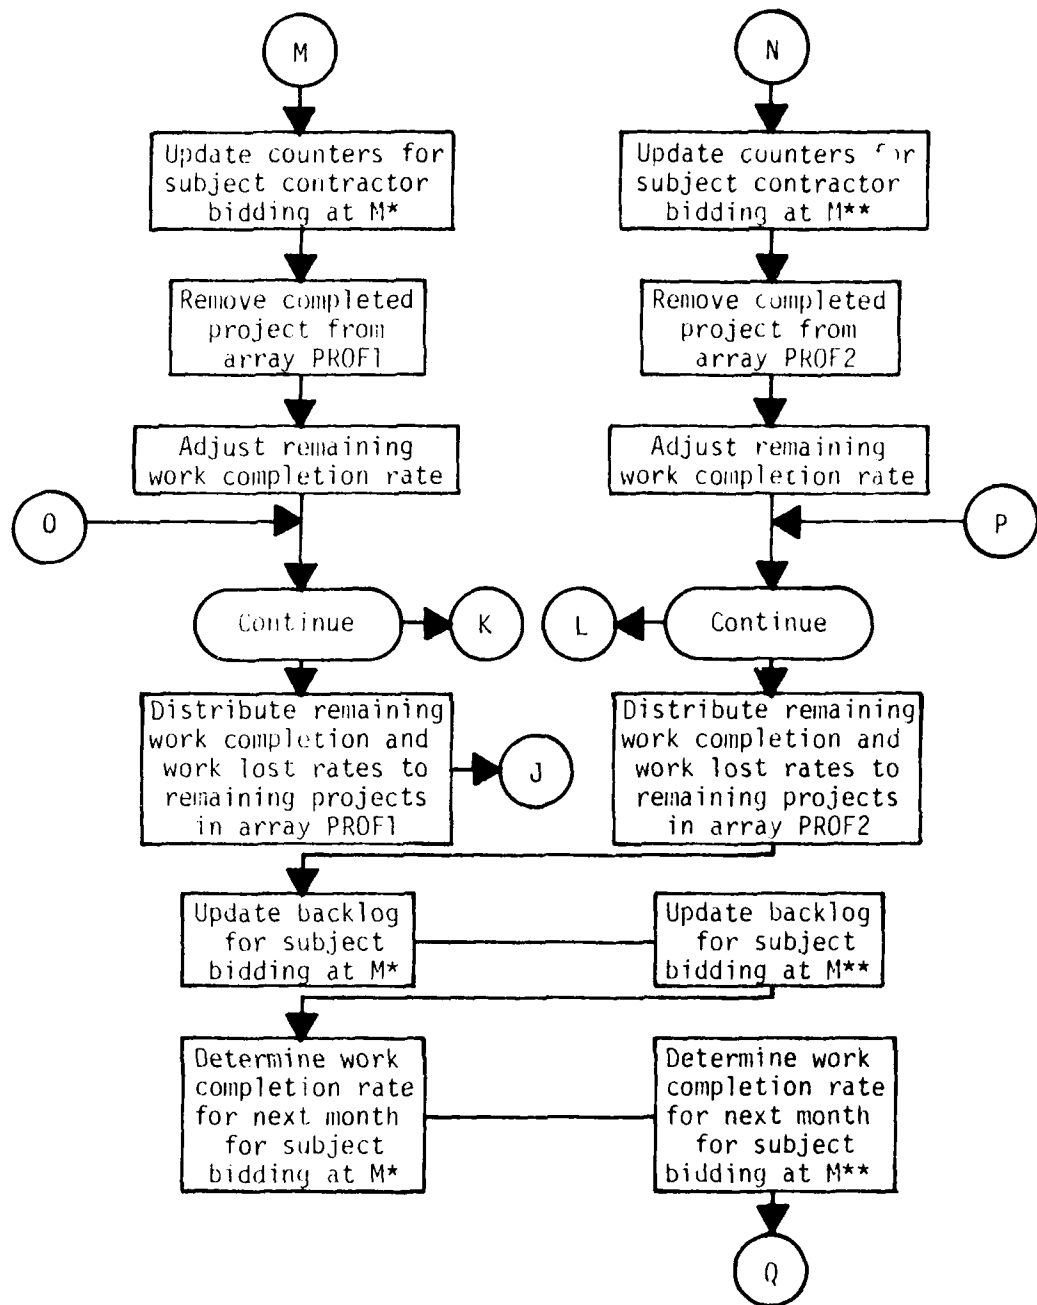 M
Update counters for
subject contractor
bidding at M*
Remove completed
project from
array PROF1
Adjust remaining
work completion rate
O
Continue
K
Distribute remaining
work completion and
work lost rates to
remaining projects
in array PROF1
J
N
Update counters for
subject contractor
bidding at M**
Remove completed
project from
array PROF2
Adjust remaining
work completion rate
P
Continue
L
Distribute remaining
work completion and
work lost rates to
remaining projects
in array PROF2
Update backlog
for subject
bidding at M*
Update backlog
for subject
bidding at M**
Determine work
completion rate
for next month
for subject
bidding at M*
Determine work
completion rate
for next month
for subject
bidding at M**
Q